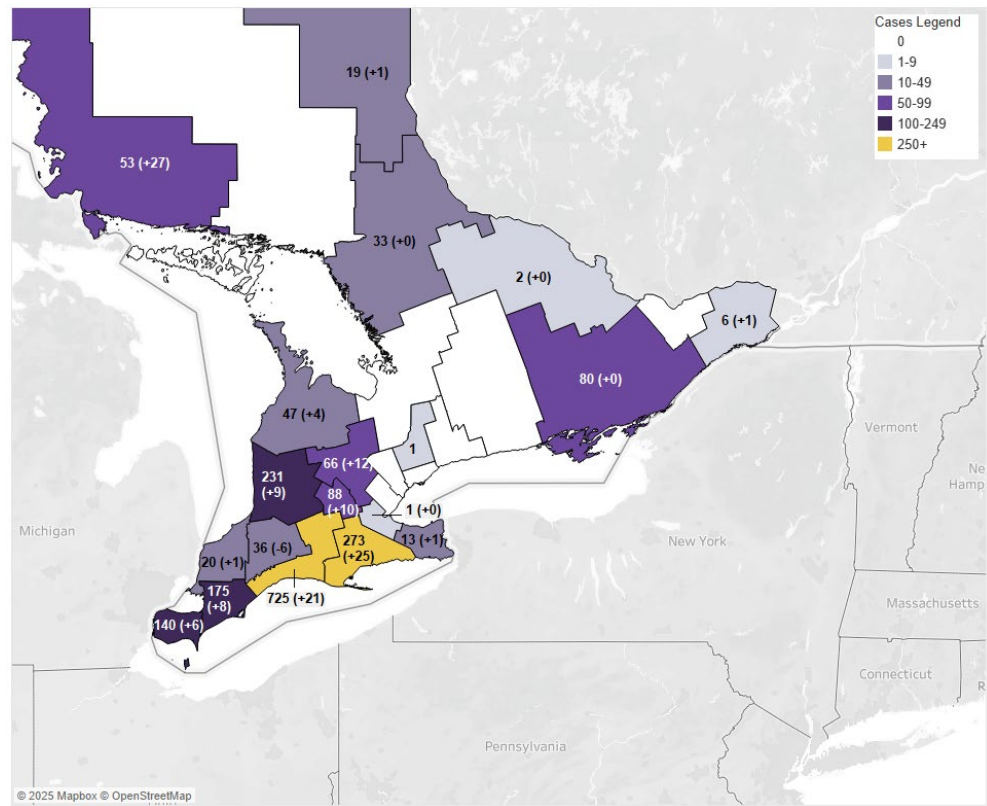 Cases Legend
0
1-9
10-49
50-99
100-249
250+
19 (+1)
53 (+27)
33 (+0)
2 (+0)
6 (+1)
80 (+0)
47 (+4)
Vermont
1
66 (+12)
231
(+9)
88
(+10)
1 (+0)
Ne
Hamp
Michigan
36 (-6)
273
(+25)
13 (+1)
New York
20 (+1)
175
(+8)
725 (+21)
Massachusetts
140 (+6)
Connecticut
R
Pennsylvania
© 2025 Mapbox © OpenStreetMap